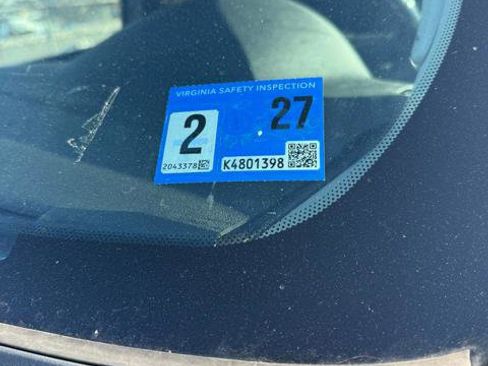 VIRGINIA SAFETY INSPECTION
2 27
2043378 K4801398